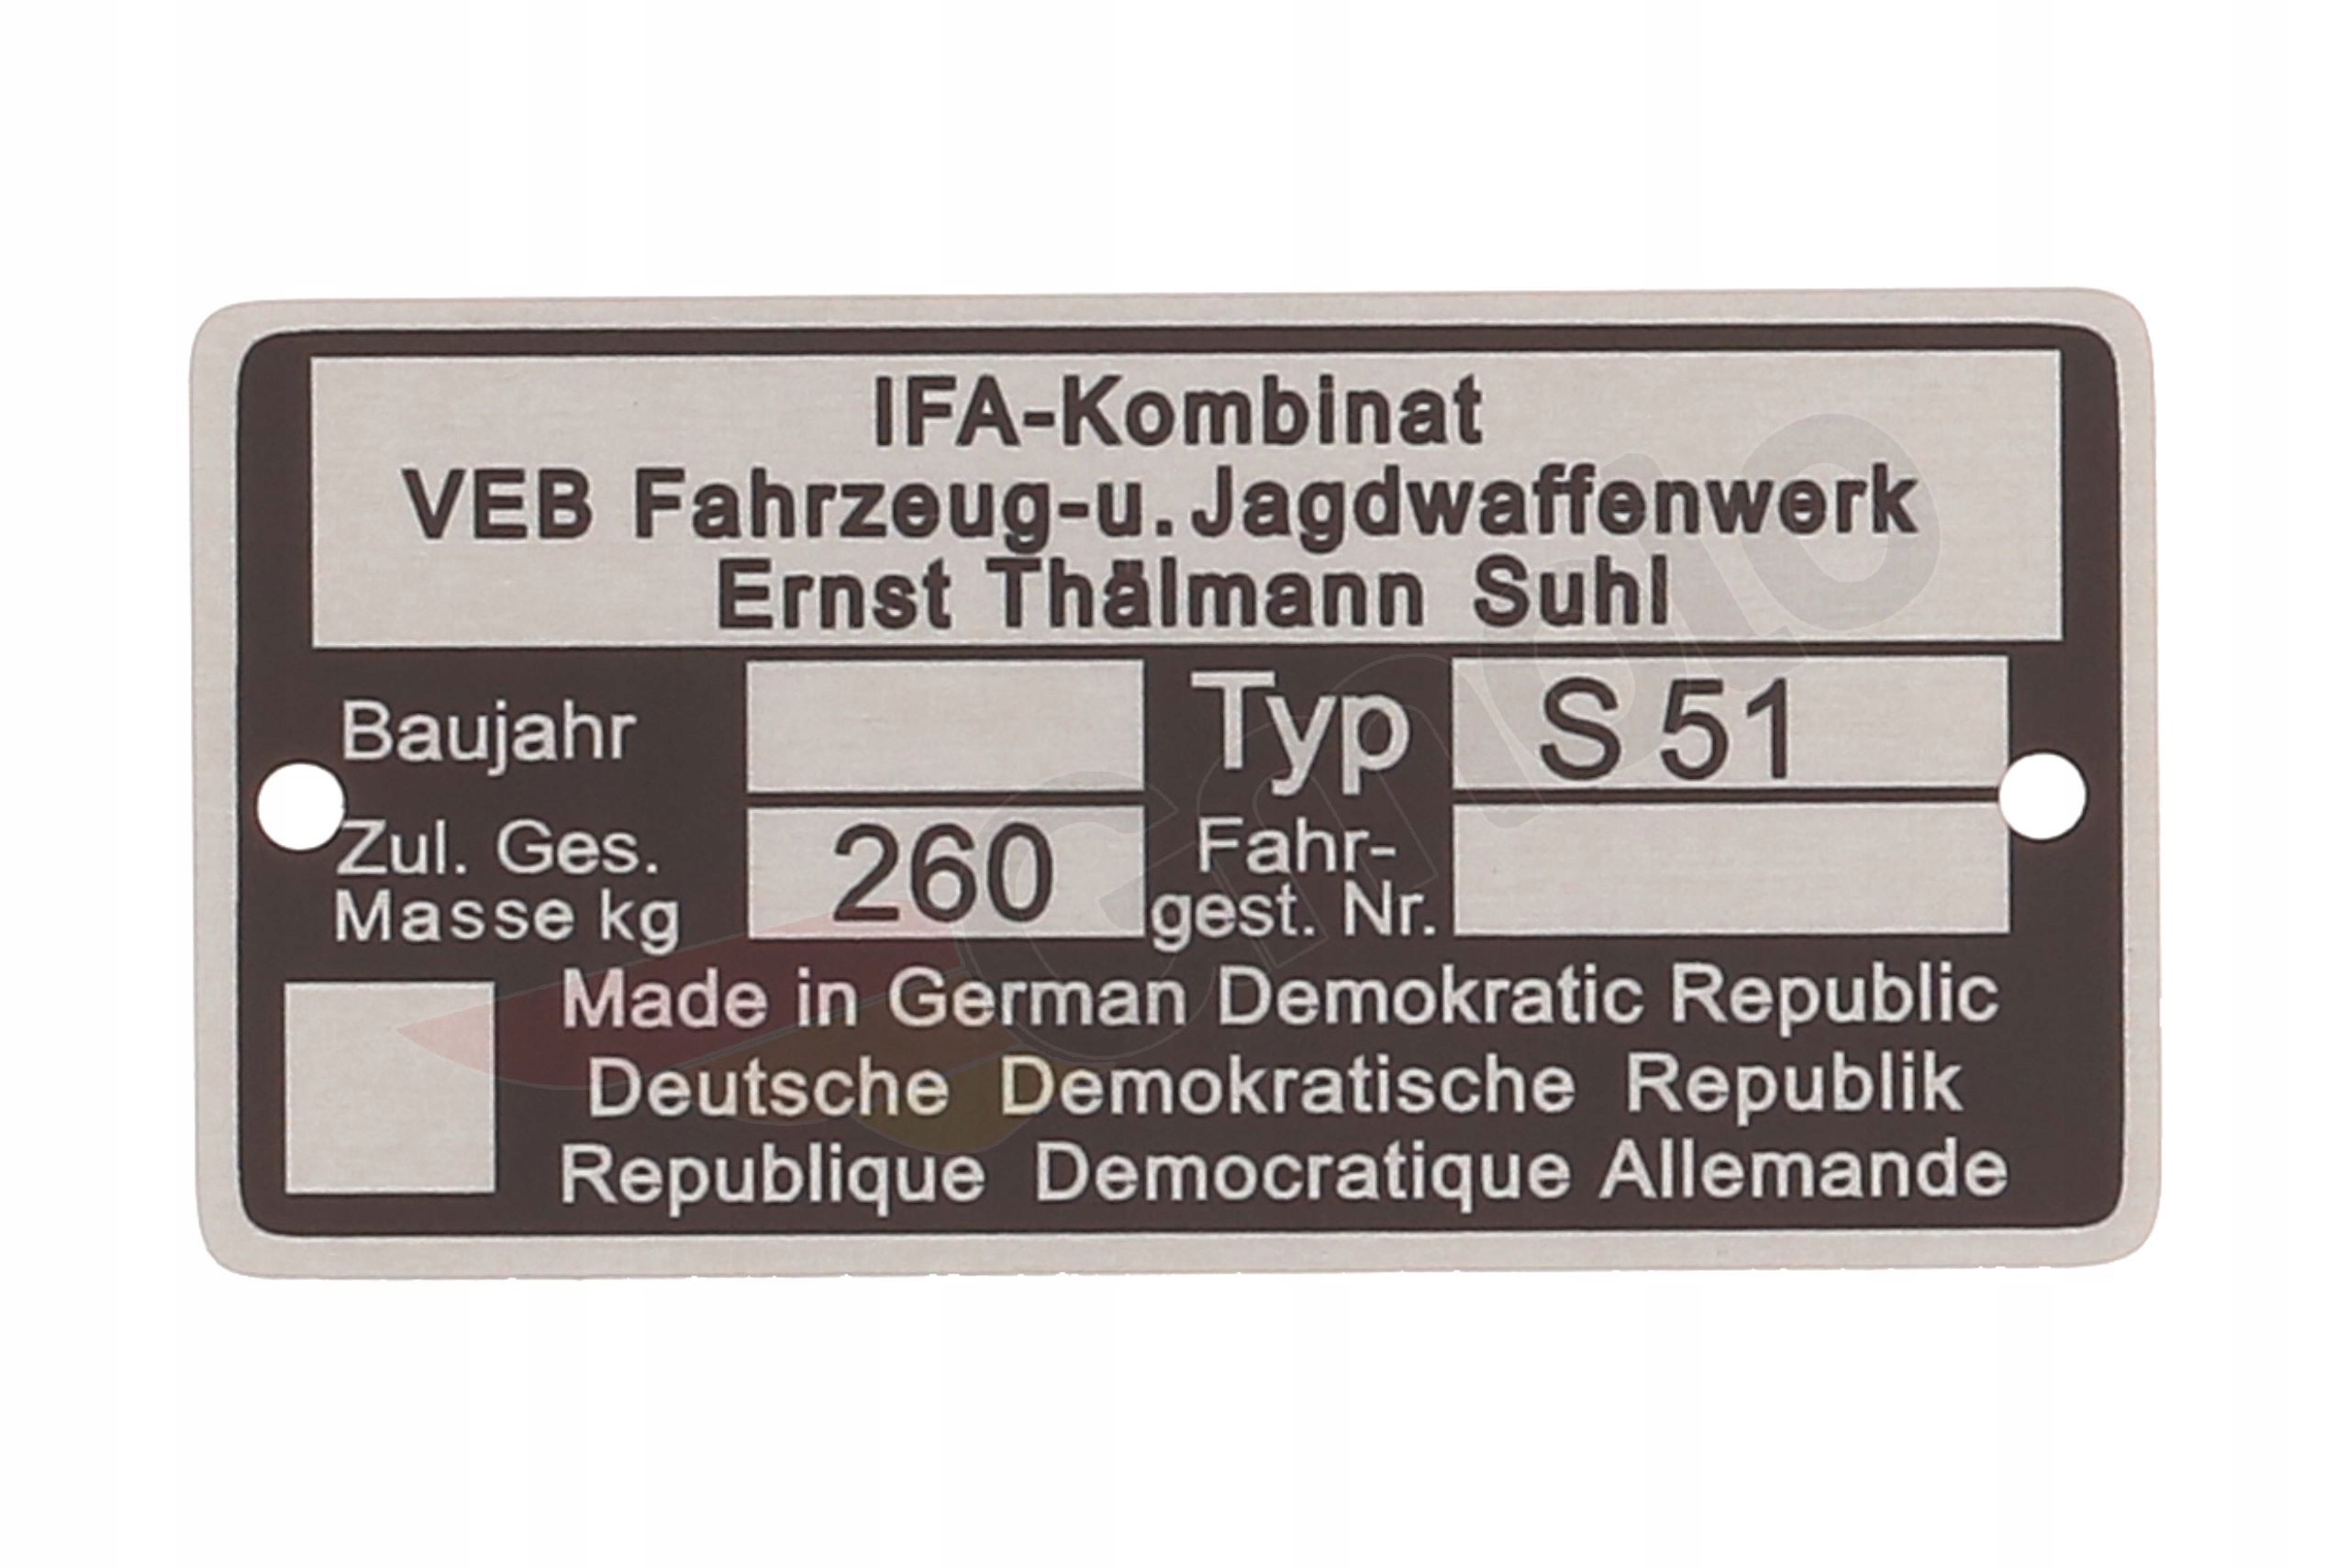 IFA-Kombinat
VEB Fahrzeug-u. Jagdwaffenwerk
Ernst Thälmann Suhl
Baujahr
Typ S 51
Zul. Ges.
Masse kg 260
Fahr-
gest. Nr.
Made in German Demokratic Republic
Deutsche Demokratische Republik
Republique Democratique Allemande
cmoto